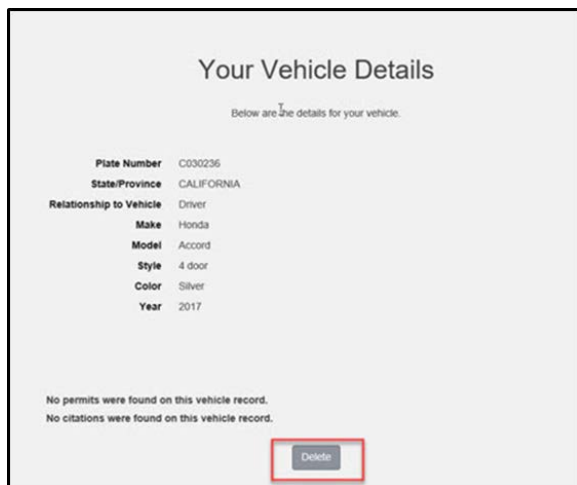 Your Vehicle Details
Below are the details for your vehicle.
Plate Number C030236
State/Province CALIFORNIA
Relationship to Vehicle Driver
Make Honda
Model Accord
Style 4 door
Color Silver
Year 2017
No permits were found on this vehicle record.
No citations were found on this vehicle record.
Delete